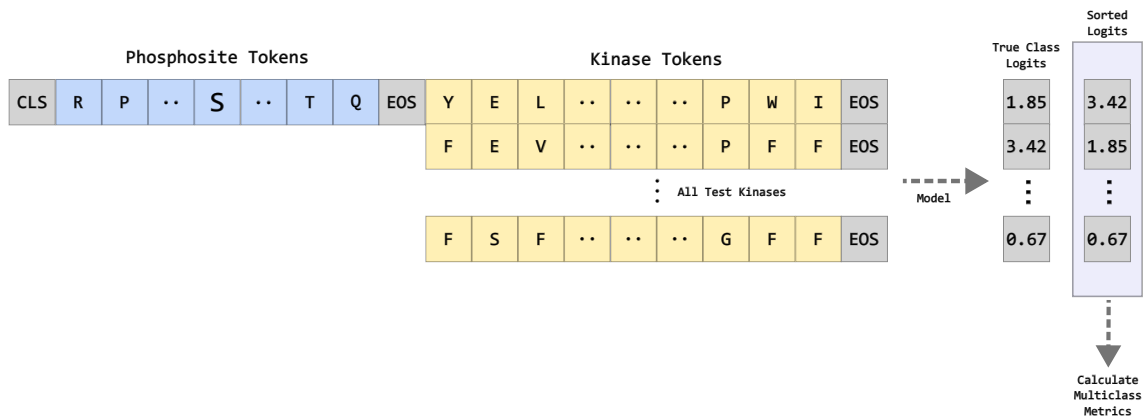 Phosphosite Tokens
Kinase Tokens
True Class
Logits
Sorted
Logits
CLS R P ·· S ·· T Q EOS Y E L ·· ·· ·· P W I EOS 1.85 3.42
F E V ·· ·· ·· P F F EOS 3.42 1.85
All Test Kinases
Model
F S F ·· ·· ·· G F F EOS 0.67 0.67
Calculate
Multiclass
Metrics